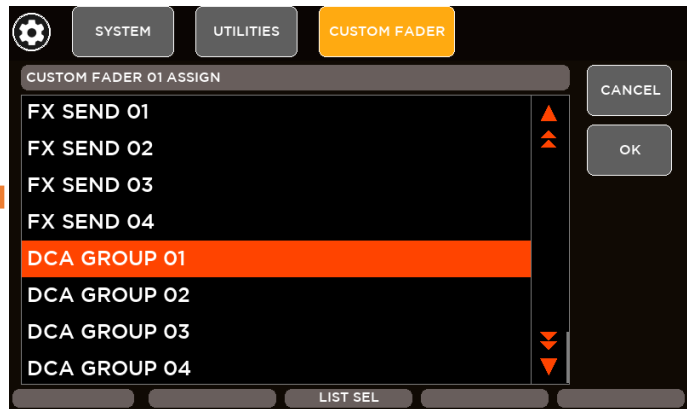 SYSTEM
UTILITIES
CUSTOM FADER
CUSTOM FADER 01 ASSIGN
CANCEL
FX SEND 01
FX SEND 02
OK
FX SEND 03
FX SEND 04
DCA GROUP 01
DCA GROUP 02
DCA GROUP 03
DCA GROUP 04
LIST SEL